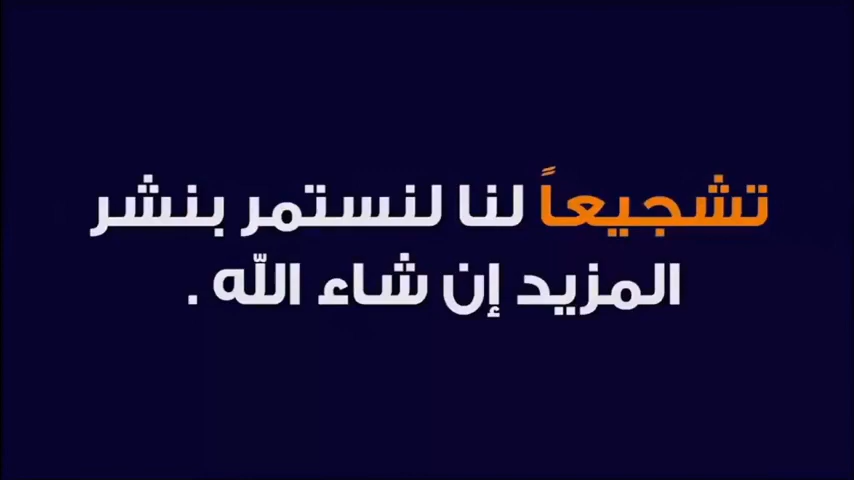 تشجيعاً لنا لنستمر بنشر
المزيد إن شاء الله .